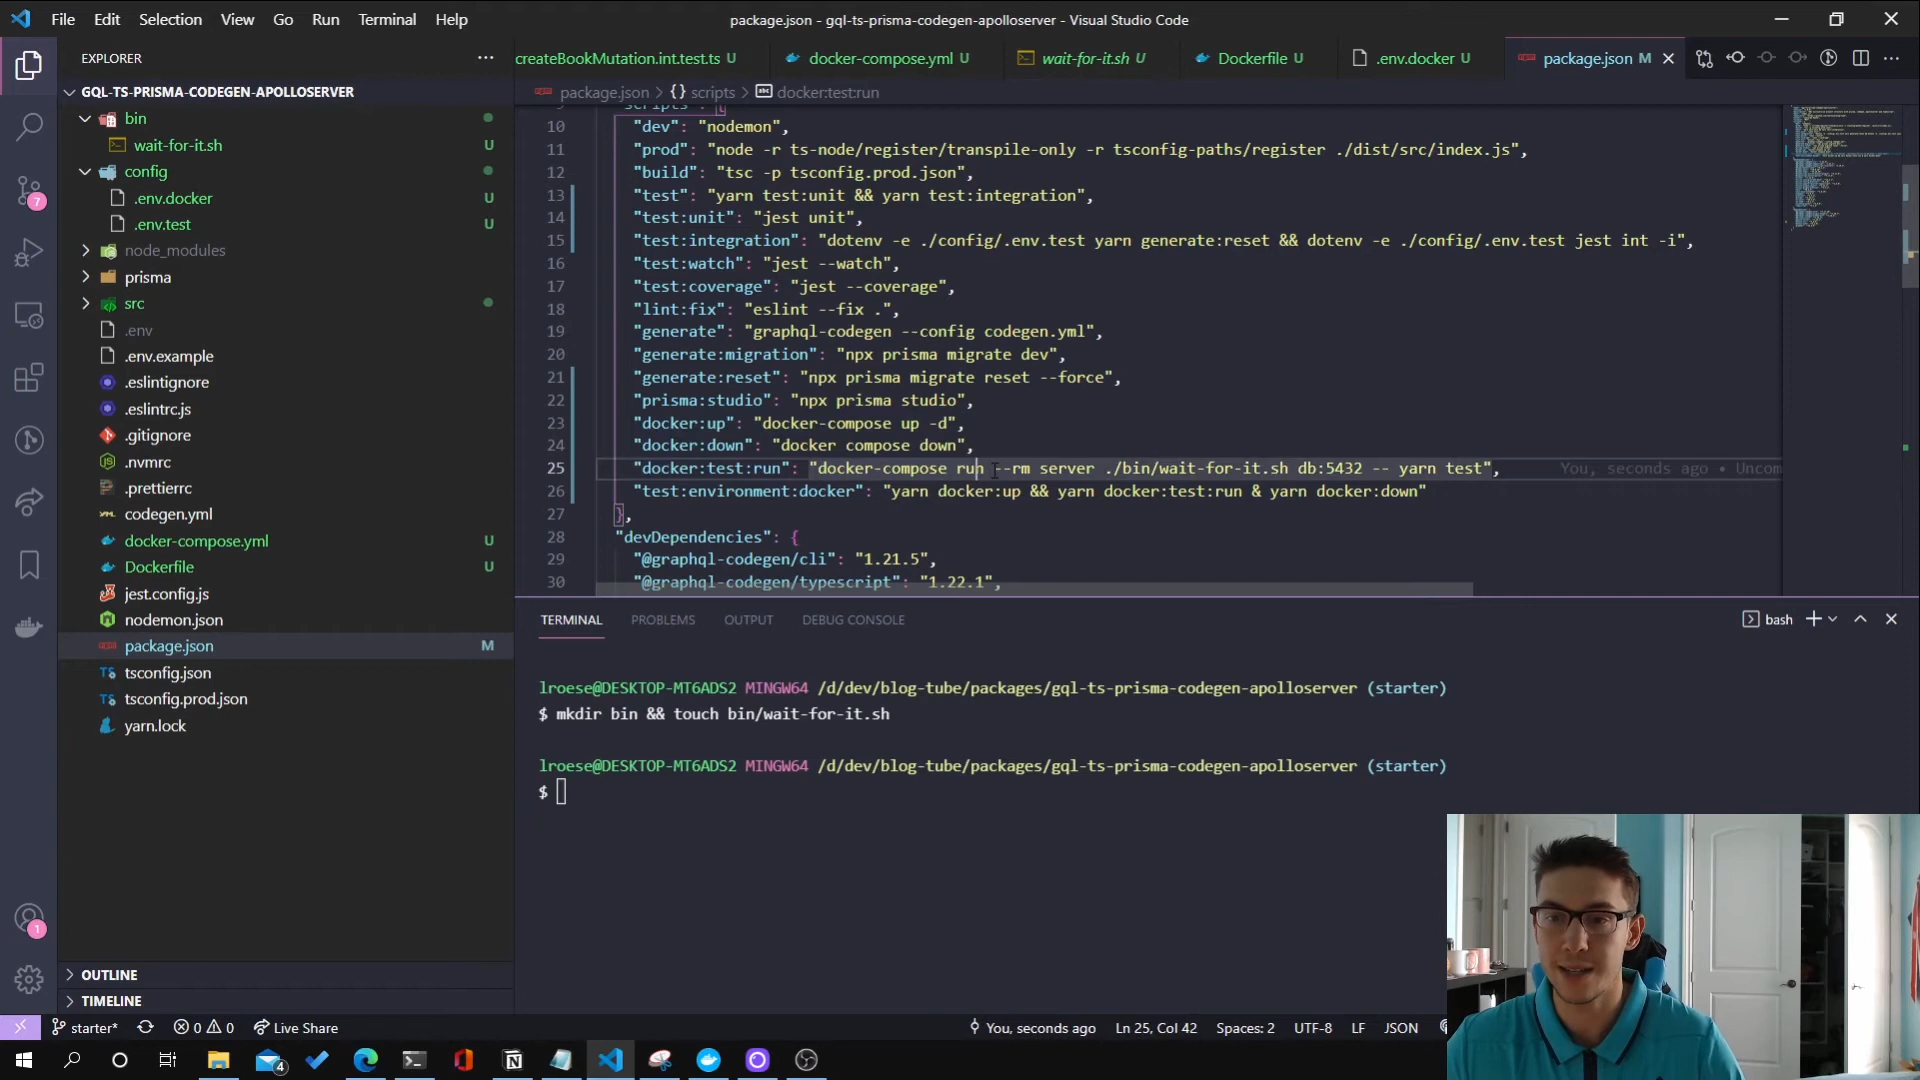 File Edit Selection View Go Run Terminal Help
package.json - gql-ts-prisma-codegen-apolloserver - Visual Studio Code
EXPLORER
createBookMutation.int.test.ts U
docker-compose.yml U
wait-for-it.sh U
Dockerfile U
.env.docker U
package.json M
GQL-TS-PRISMA-CODEGEN-APOLLOSERVER
package.json > {} scripts > docker:test:run
bin
wait-for-it.sh U
config
.env.docker U
.env.test U
node_modules
prisma
src
.env
.env.example
.eslintignore
.eslintrc.js
.gitignore
.nvmrc
.prettierrc
codegen.yml
docker-compose.yml U
Dockerfile U
jest.config.js
nodemon.json
package.json M
tsconfig.json
tsconfig.prod.json
yarn.lock
OUTLINE
TIMELINE
7
1
9 "scripts": {
10 "dev": "nodemon",
11 "prod": "node -r ts-node/register/transpile-only -r tsconfig-paths/register ./dist/src/index.js",
12 "build": "tsc -p tsconfig.prod.json",
13 "test": "yarn test:unit && yarn test:integration",
14 "test:unit": "jest unit",
15 "test:integration": "dotenv -e ./config/.env.test yarn generate:reset && dotenv -e ./config/.env.test jest int -i",
16 "test:watch": "jest --watch",
17 "test:coverage": "jest --coverage",
18 "lint:fix": "eslint --fix .",
19 "generate": "graphql-codegen --config codegen.yml",
20 "generate:migration": "npx prisma migrate dev",
21 "generate:reset": "npx prisma migrate reset --force",
22 "prisma:studio": "npx prisma studio",
23 "docker:up": "docker-compose up -d",
24 "docker:down": "docker compose down",
25 "docker:test:run": "docker-compose run --rm server ./bin/wait-for-it.sh db:5432 -- yarn test", You, seconds ago • Uncom
26 "test:environment:docker": "yarn docker:up && yarn docker:test:run & yarn docker:down"
27 },
28 "devDependencies": {
29 "@graphql-codegen/cli": "1.21.5",
30 "@graphql-codegen/typescript": "1.22.1",
TERMINAL PROBLEMS OUTPUT DEBUG CONSOLE
bash
lroese@DESKTOP-MT6ADS2 MINGW64 /d/dev/blog-tube/packages/gql-ts-prisma-codegen-apolloserver (starter)
$ mkdir bin && touch bin/wait-for-it.sh
lroese@DESKTOP-MT6ADS2 MINGW64 /d/dev/blog-tube/packages/gql-ts-prisma-codegen-apolloserver (starter)
$
starter* 0 0 Live Share
You, seconds ago Ln 25, Col 42 Spaces: 2 UTF-8 LF JSON
4